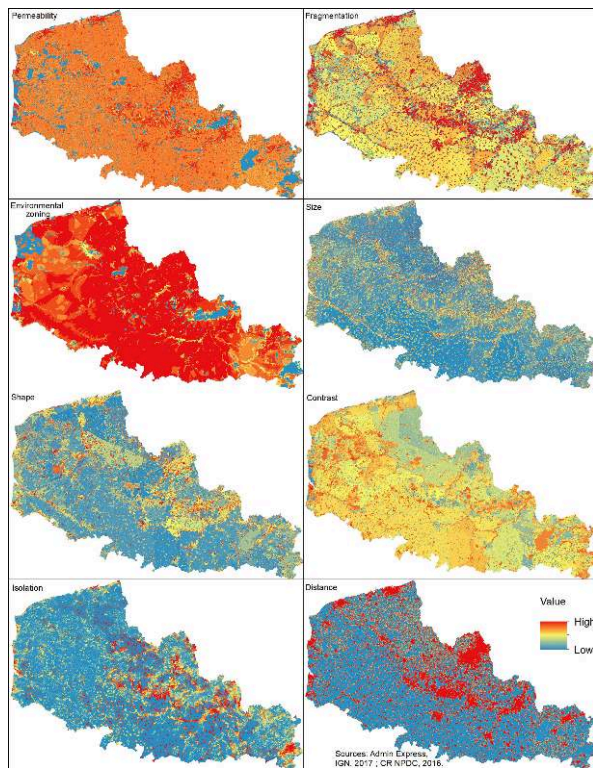 Permeability
Fragmentation
Environmental
zoning
Size
Shape
Contrast
Isolation
Distance
Value
High
Low
Sources: Admin Express,
IGN, 2017 ; CR NPDC, 2016.